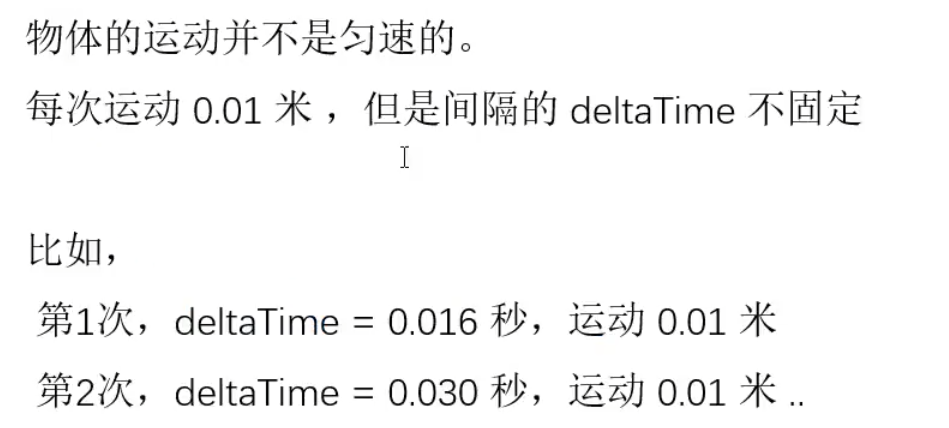 物体的运动并不是匀速的。
每次运动 0.01 米 ，但是间隔的 deltaTime 不固定
比如，
第1次，deltaTime = 0.016 秒，运动 0.01 米
第2次，deltaTime = 0.030 秒，运动 0.01 米 ..